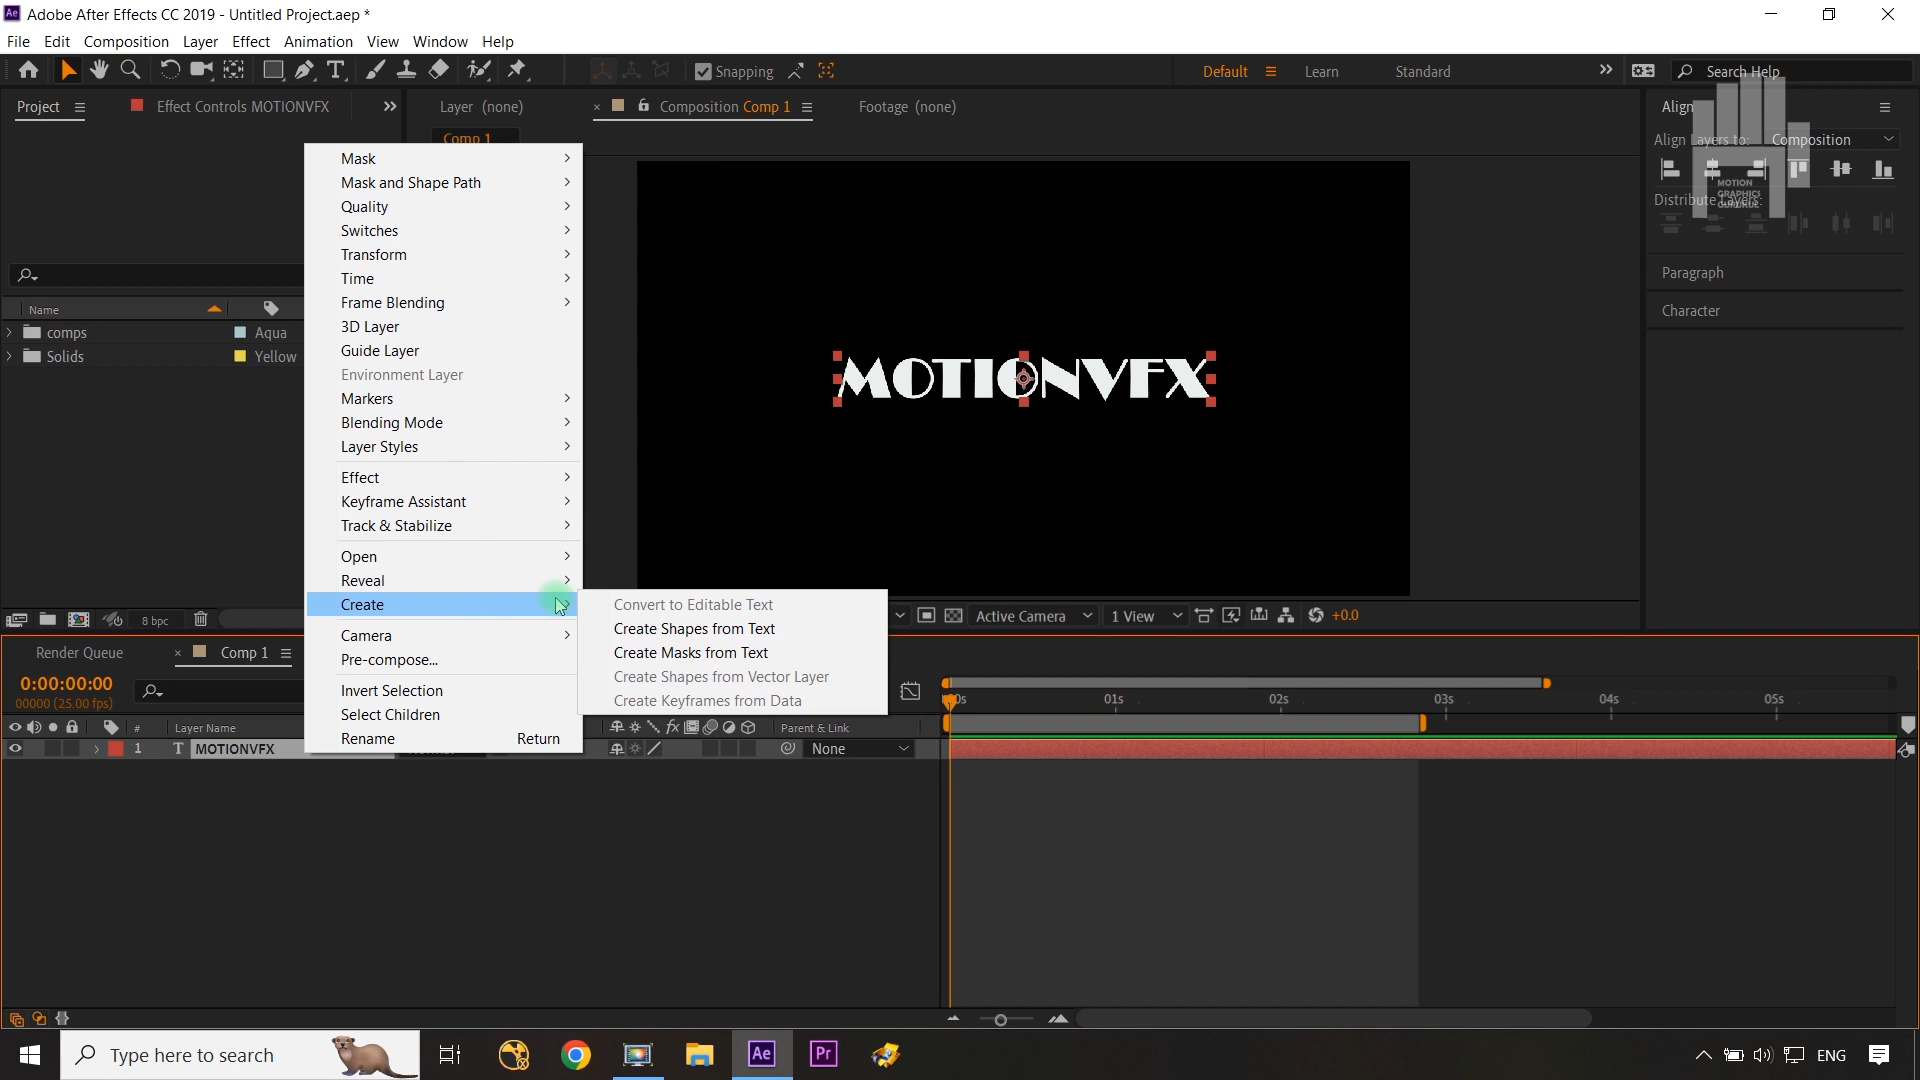 Adobe After Effects CC 2019 - Untitled Project.aep *
File Edit Composition Layer Effect Animation View Window Help
Snapping
Default Learn Standard
Search Help
Project
Effect Controls MOTIONVFX
Layer (none)
Composition Comp 1
Footage (none)
Comp 1
Align
Align Layers to: Composition
Distribute Layers:
MOTION
GRAPHICS
GURUKUL
Paragraph
Character
Name
comps Aqua
Solids Yellow
8 bpc
Mask
Mask and Shape Path
Quality
Switches
Transform
Time
Frame Blending
3D Layer
Guide Layer
Environment Layer
Markers
Blending Mode
Layer Styles
Effect
Keyframe Assistant
Track & Stabilize
Open
Reveal
Create
Camera
Pre-compose...
Invert Selection
Select Children
Rename Return
Convert to Editable Text
Create Shapes from Text
Create Masks from Text
Create Shapes from Vector Layer
Create Keyframes from Data
MOTIONVFX
Active Camera 1 View +0.0
Render Queue Comp 1
0:00:00:00
00000 (25.00 fps)
# Layer Name
fx Parent & Link
1 T MOTIONVFX
None
01s 02s 03s 04s 05s
Type here to search
Ae Pr
ENG